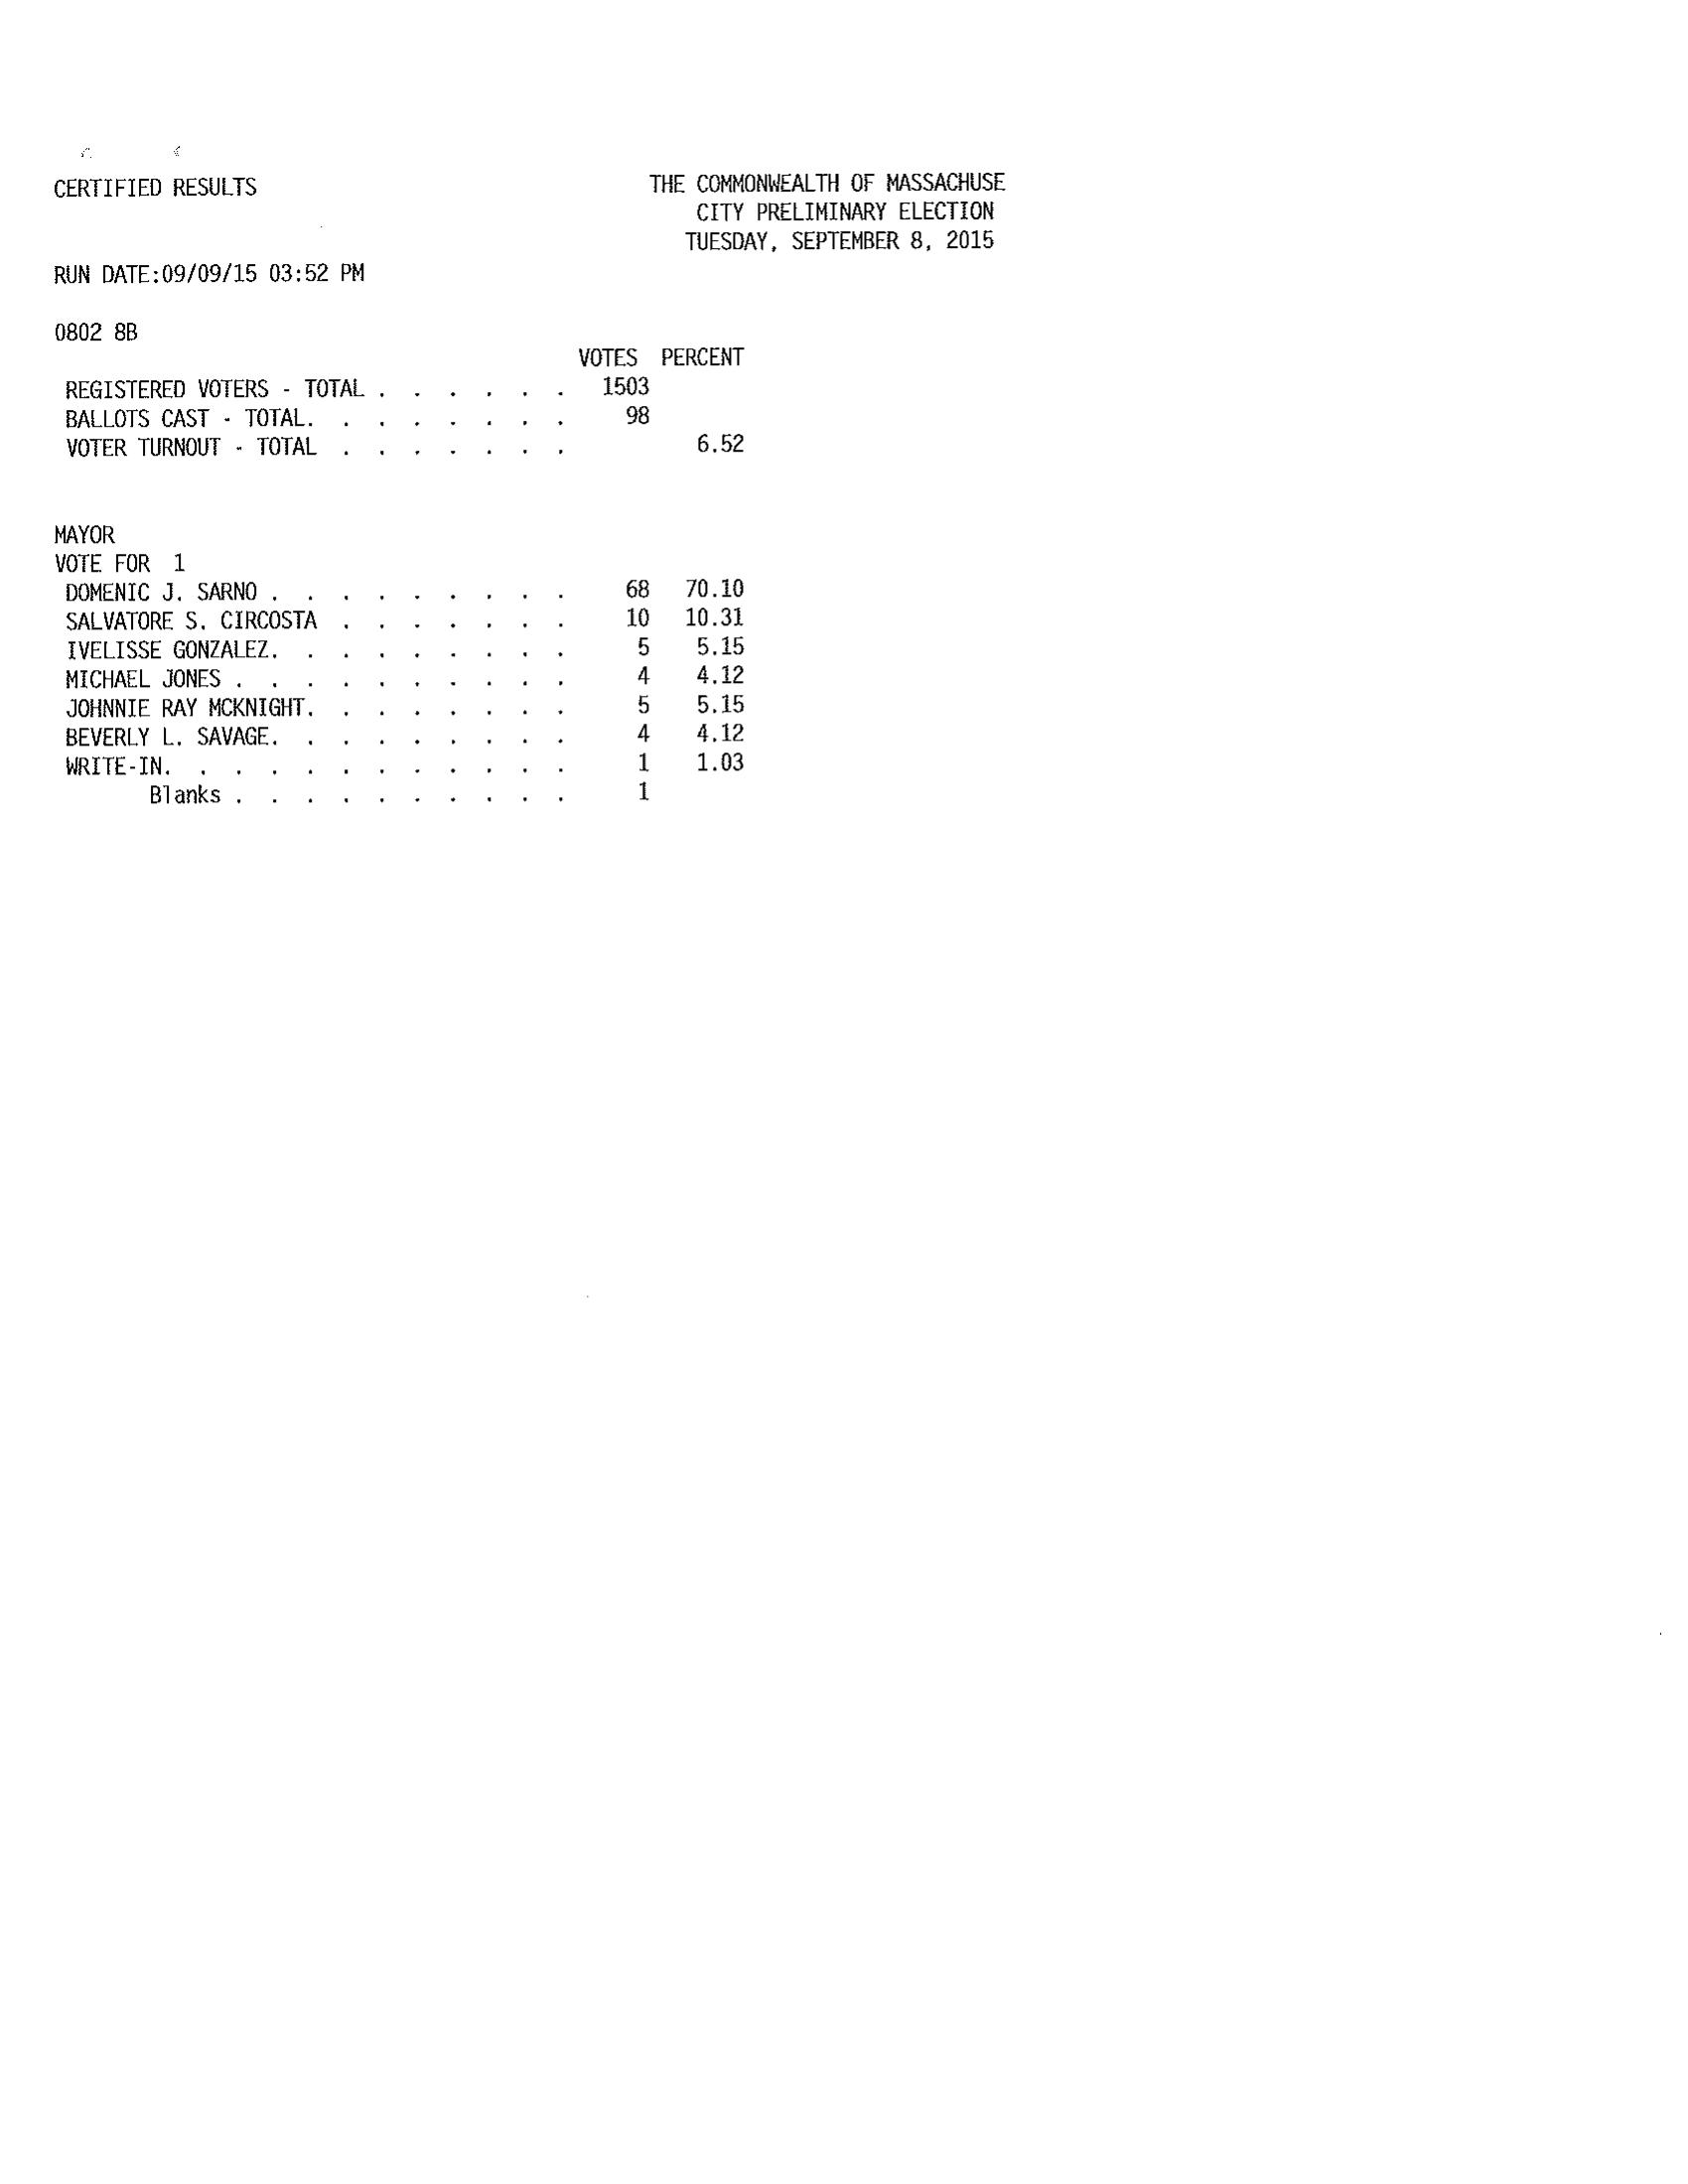 CERTIFIED RESULTS
THE COMMONWEALTH OF MASSACHUSE
CITY PRELIMINARY ELECTION
TUESDAY, SEPTEMBER 8, 2015
RUN DATE:09/09/15 03:52 PM
0802 8B
VOTES PERCENT
REGISTERED VOTERS - TOTAL . . . . . . 1503
BALLOTS CAST - TOTAL. . . . . . . . 98
VOTER TURNOUT - TOTAL . . . . . . . 6.52
MAYOR
VOTE FOR 1
DOMENIC J. SARNO . . . . . . . . . 68 70.10
SALVATORE S. CIRCOSTA . . . . . . . 10 10.31
IVELISSE GONZALEZ. . . . . . . . . 5 5.15
MICHAEL JONES . . . . . . . . . . 4 4.12
JOHNNIE RAY MCKNIGHT. . . . . . . . 5 5.15
BEVERLY L. SAVAGE. . . . . . . . . 4 4.12
WRITE-IN. . . . . . . . . . . . 1 1.03
Blanks . . . . . . . . . . 1